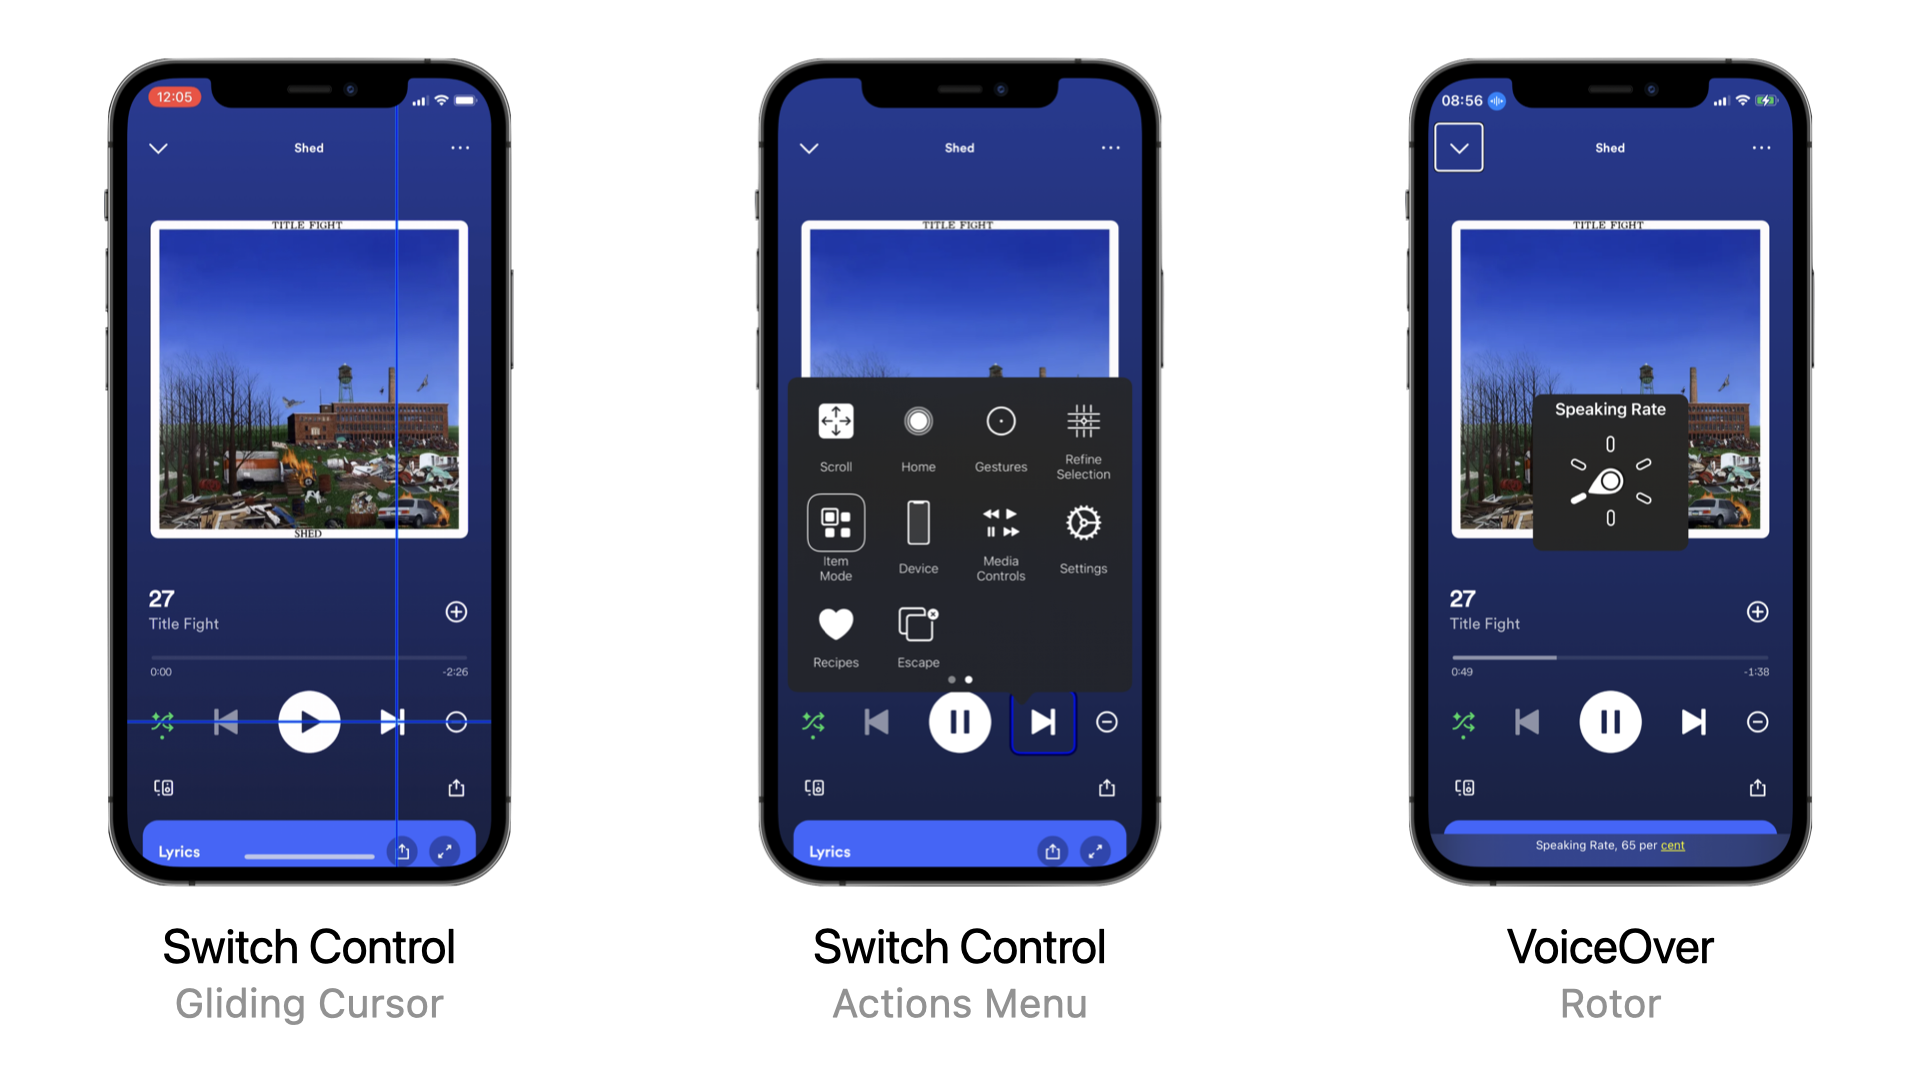 12:05
Shed
TITLE FIGHT
SHED
27
Title Fight
0:00
-2:26
Lyrics
Switch Control
Gliding Cursor
Shed
TITLE FIGHT
Scroll
Home
Gestures
Refine
Selection
Item
Mode
Device
Media
Controls
Settings
Recipes
Escape
Lyrics
Switch Control
Actions Menu
08:56
Shed
TITLE FIGHT
Speaking Rate
27
Title Fight
0:49
-1:38
Speaking Rate, 65 per cent
VoiceOver
Rotor